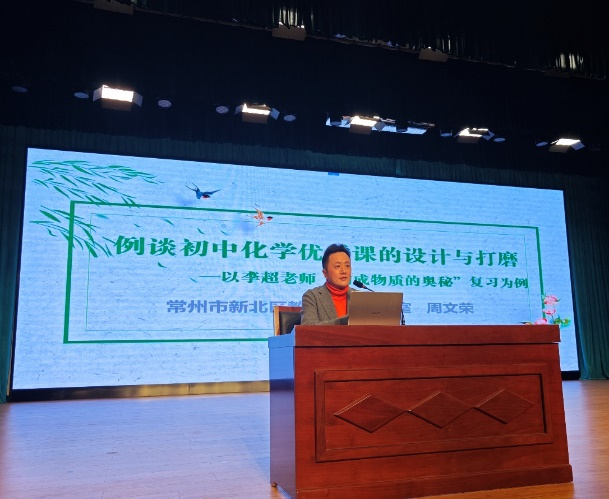 例谈初中化学优 课的设计与打磨
—以李超老师 成物质的奥秘”复习为例
常州市新北区教 室 周文荣